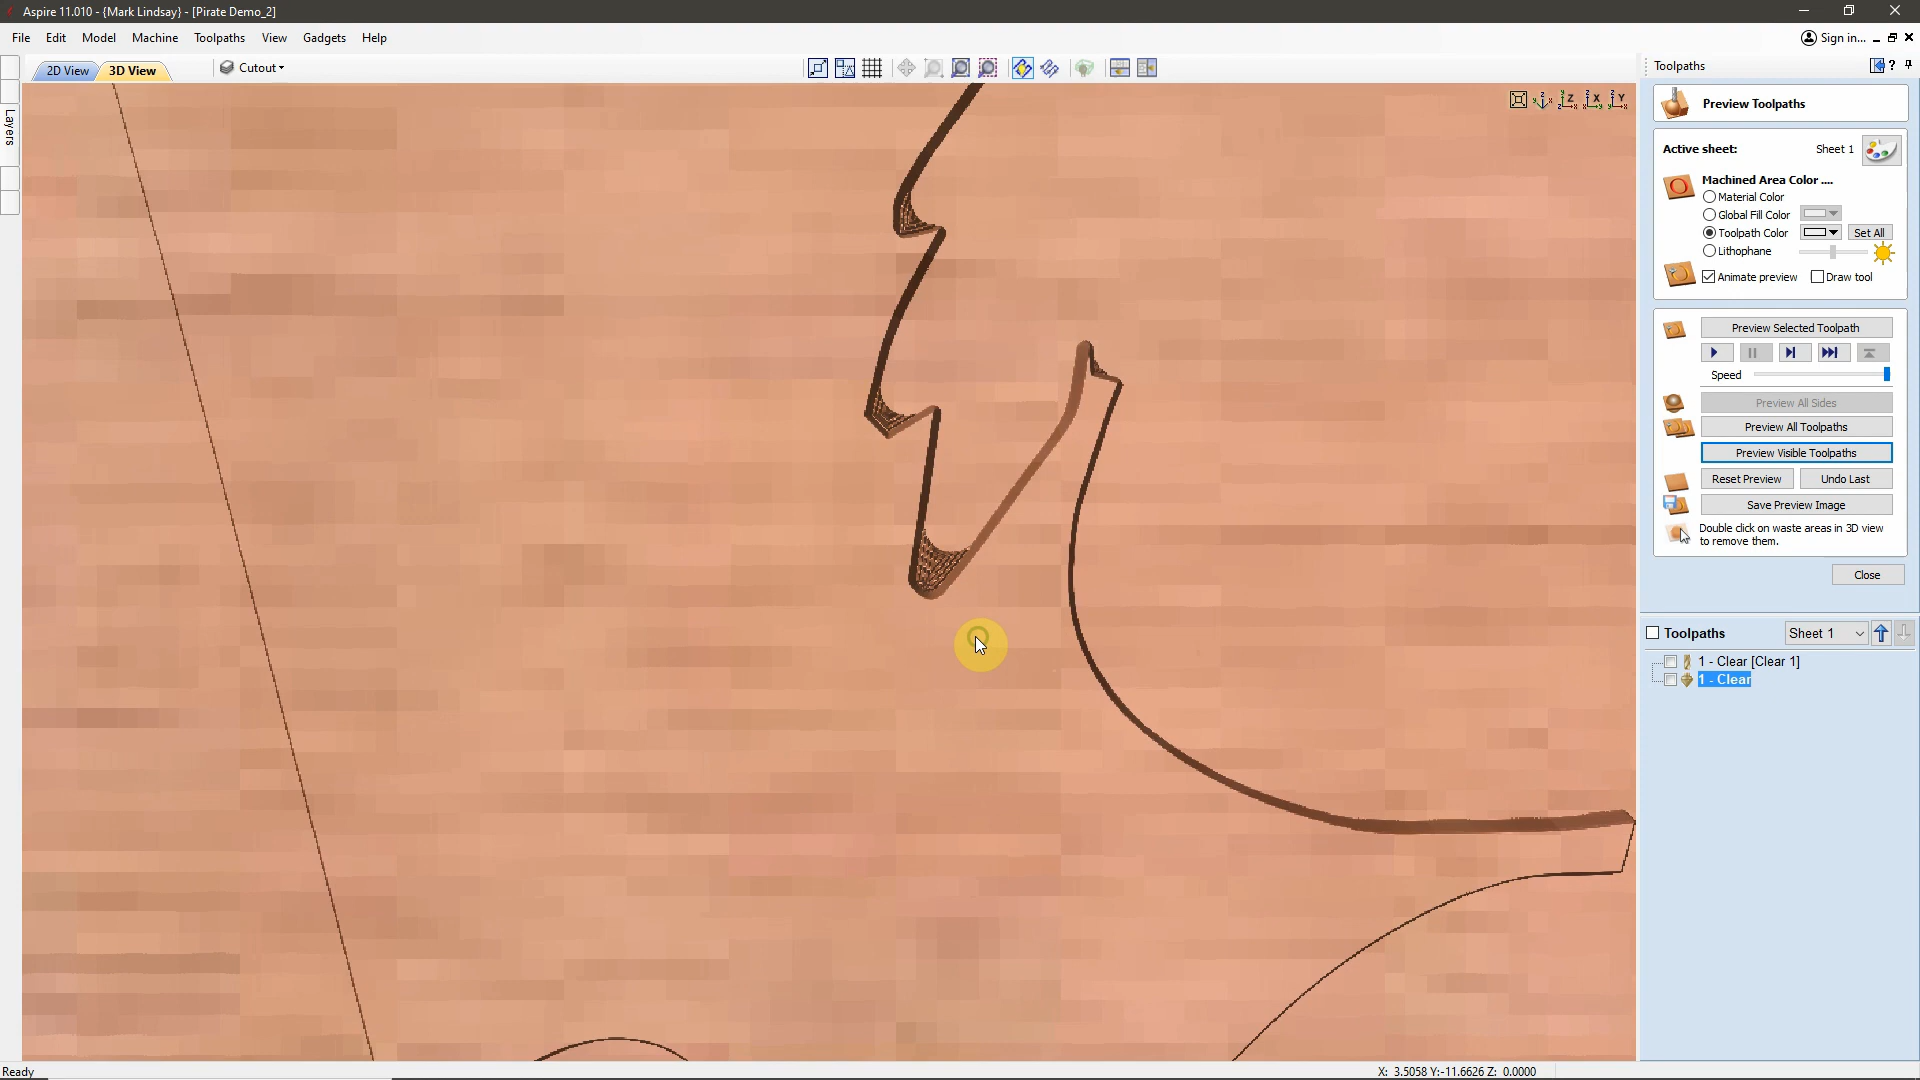 Aspire 11.010 - {Mark Lindsay} - [Pirate Demo_2]
File Edit Model Machine Toolpaths View Gadgets Help
Sign in...
2D View 3D View Cutout
Toolpaths
Layers
Preview Toolpaths
Active sheet: Sheet 1
Machined Area Color ....
Material Color
Global Fill Color
Toolpath Color Set All
Lithophane
Animate preview Draw tool
Preview Selected Toolpath
Speed
Preview All Sides
Preview All Toolpaths
Preview Visible Toolpaths
Reset Preview Undo Last
Save Preview Image
Double click on waste areas in 3D view
to remove them.
Close
Toolpaths Sheet 1
1 - Clear [Clear 1]
1 - Clear
Ready
X: 3.5058 Y:-11.6626 Z: 0.0000